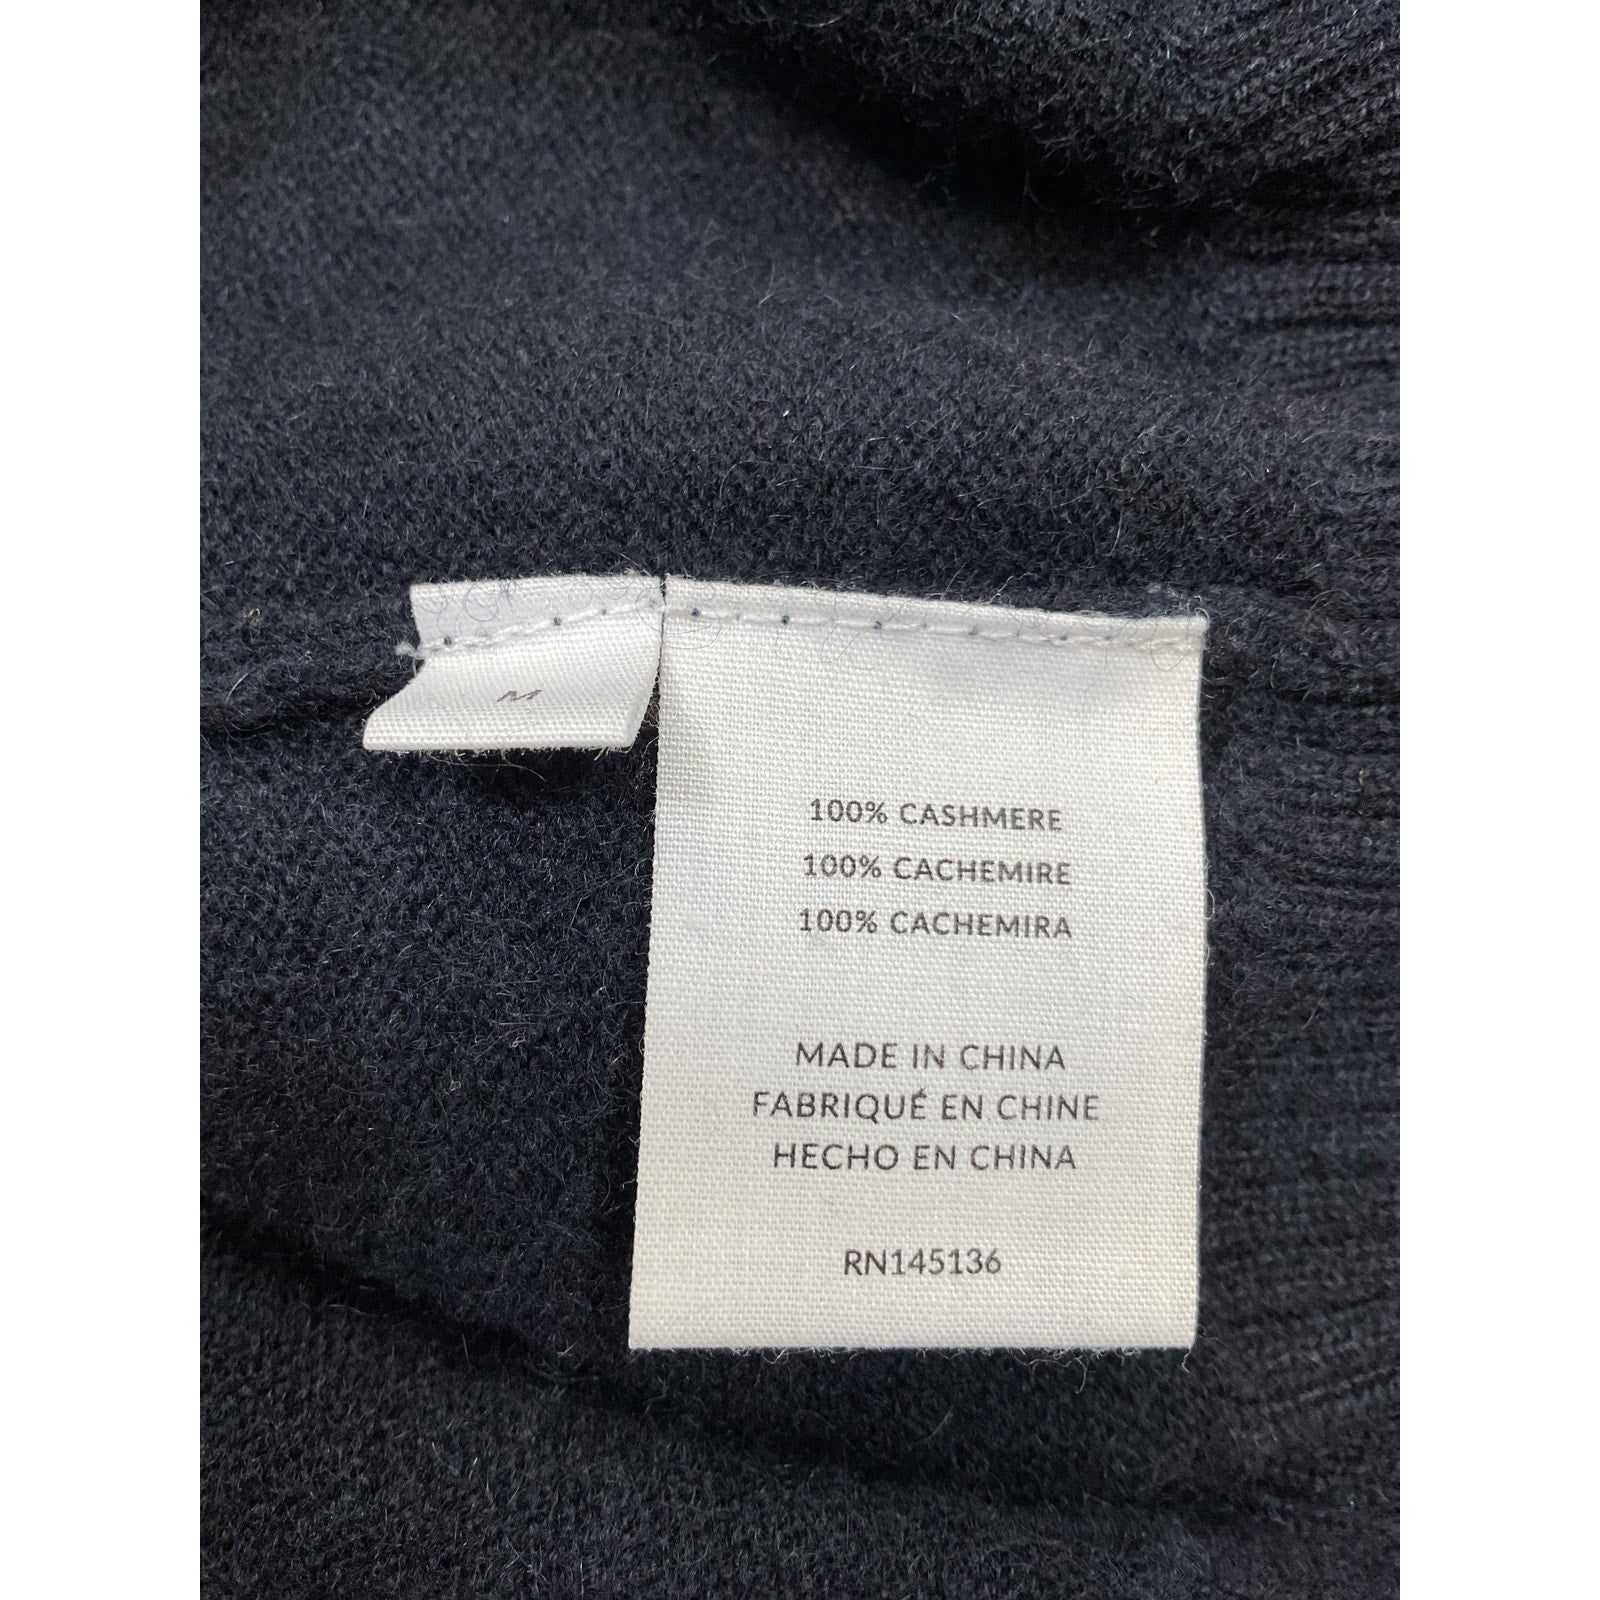 M
100% CASHMERE
100% CACHEMIRE
100% CACHEMIRA
MADE IN CHINA
FABRIQUÉ EN CHINE
HECHO EN CHINA
RN145136